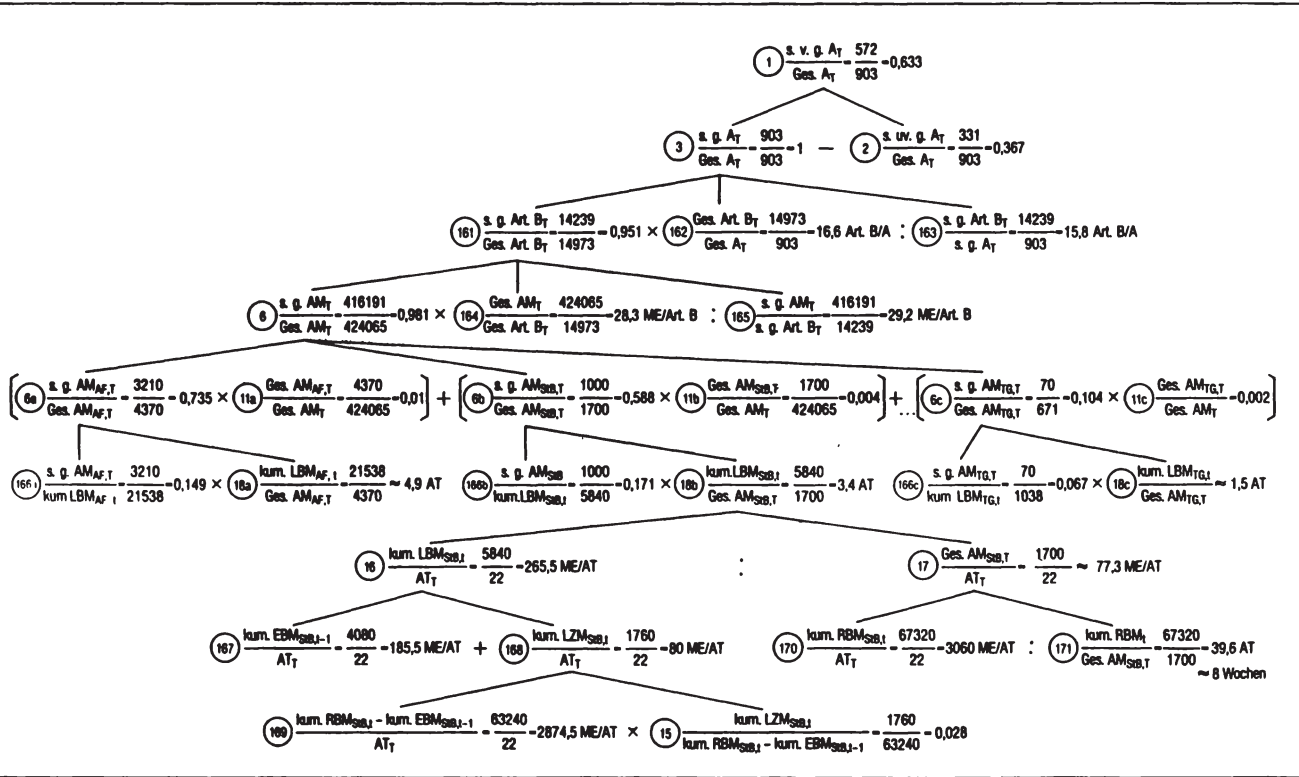 1 s. v. g. A_T / Ges. A_T = 572 / 903 = 0,633
3 s. g. A_T / Ges. A_T = 903 / 903 = 1 − 2 s. uv. g. A_T / Ges. A_T = 331 / 903 = 0,367
161 s. g. Art. B_T / Ges. Art. B_T = 14239 / 14973 = 0,951 × 162 Ges. Art. B_T / Ges. A_T = 14973 / 903 = 16,6 Art. B/A : 163 s. g. Art. B_T / s. g. A_T = 14239 / 903 = 15,8 Art. B/A
6 s. g. AM_T / Ges. AM_T = 416191 / 424065 = 0,981 × 164 Ges. AM_T / Ges. Art. B_T = 424065 / 14973 = 28,3 ME/Art. B : 165 s. g. AM_T / s. g. Art. B_T = 416191 / 14239 = 29,2 ME/Art. B
[6a s. g. AM_AF,T / Ges. AM_AF,T = 3210 / 4370 = 0,735 × 11a Ges. AM_AF,T / Ges. AM_T = 4370 / 424065 = 0,01] + [6b s. g. AM_StB,T / Ges. AM_StB,T = 1000 / 1700 = 0,588 × 11b Ges. AM_StB,T / Ges. AM_T = 1700 / 424065 = 0,004] + ... [6c s. g. AM_TG,T / Ges. AM_TG,T = 70 / 671 = 0,104 × 11c Ges. AM_TG,T / Ges. AM_T = 0,002]
s. g. AM_AF,T / kum LBM_AF,t = 3210 / 21538 = 0,149 × 18a kum. LBM_AF,t / Ges. AM_AF,T = 21538 / 4370 ≈ 4,9 AT 166b s. g. AM_StB / kum.LBM_StB,t = 1000 / 5840 = 0,171 × 18b kum.LBM_StB,t / Ges. AM_StB,T = 5840 / 1700 = 3,4 AT 166c s. g. AM_TG,T / kum LBM_TG,t = 70 / 1038 = 0,067 × 18c kum. LBM_TG,t / Ges. AM_TG,T ≈ 1,5 AT
16 kum. LBM_StB,t / AT_T = 5840 / 22 = 265,5 ME/AT : 17 Ges. AM_StB,T / AT_T = 1700 / 22 ≈ 77,3 ME/AT
167 kum. EBM_StB,t−1 / AT_T = 4080 / 22 = 185,5 ME/AT + 168 kum. LZM_StB,t / AT_T = 1760 / 22 = 80 ME/AT 170 kum. RBM_StB,t / AT_T = 67320 / 22 = 3060 ME/AT : 171 kum. RBM_t / Ges. AM_StB,T = 67320 / 1700 = 39,6 AT
≈ 8 Wochen
169 kum. RBM_StB,t − kum. EBM_StB,t−1 / AT_T = 63240 / 22 = 2874,5 ME/AT × 15 kum. LZM_StB,t / kum. RBM_StB,t − kum. EBM_StB,t−1 = 1760 / 63240 = 0,028